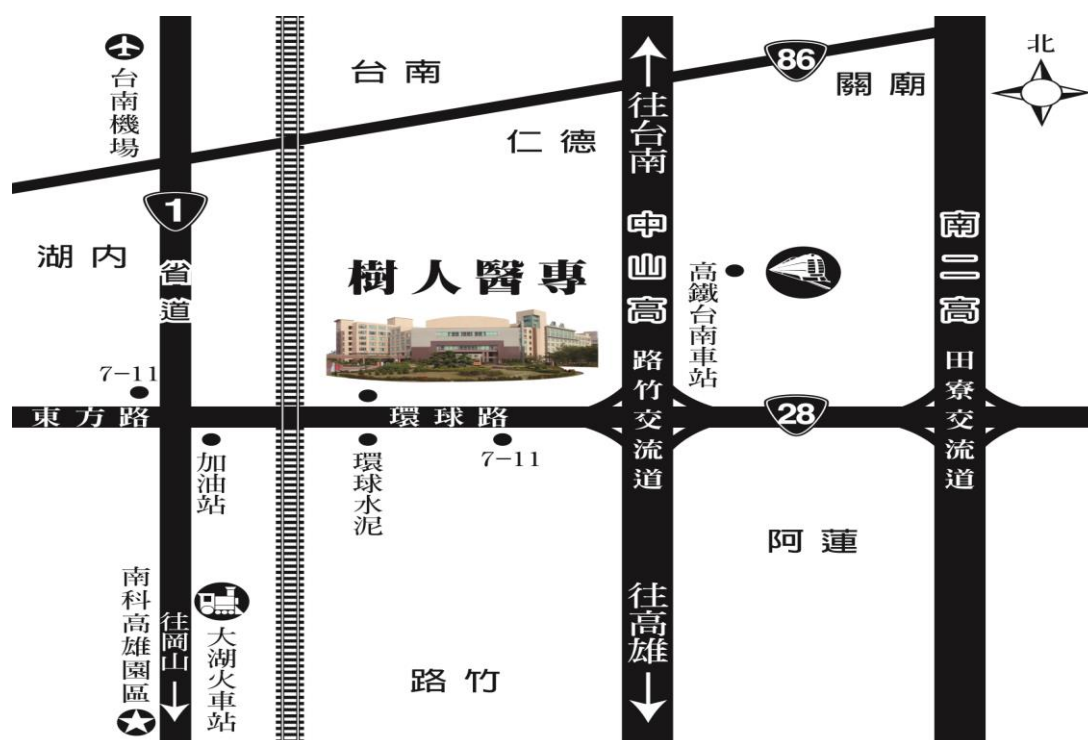 台南機場
台南
86
關廟
北
仁德
往台南
1
省道
湖內
樹人醫專
中山高
高鐵台南車站
南二高
7-11
東方路
環球路
路竹交流道
28
田寮交流道
加油站
環球水泥
7-11
阿蓮
南科高雄園區
往岡山
大湖火車站
路竹
往高雄